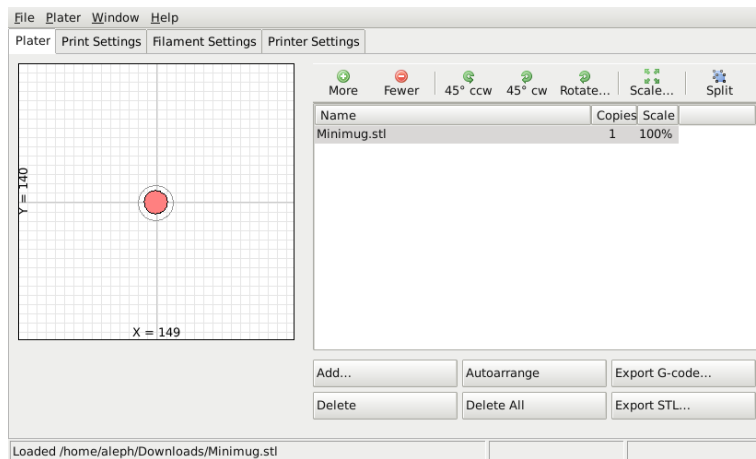 File Plater Window Help
Plater Print Settings Filament Settings Printer Settings
More Fewer 45° ccw 45° cw Rotate... Scale... Split
Name Copies Scale
Minimug.stl 1 100%
Y = 140
X = 149
Add... Autoarrange Export G-code...
Delete Delete All Export STL...
Loaded /home/aleph/Downloads/Minimug.stl